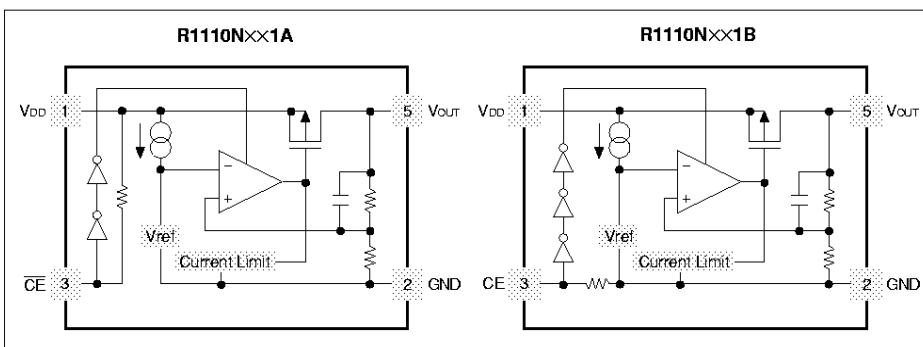 R1110N××1A
VDD 1
5 VOUT
−
+
Vref
Current Limit
C̅E̅ 3
2 GND
R1110N××1B
VDD 1
5 VOUT
−
+
Vref
Current Limit
CE 3
2 GND